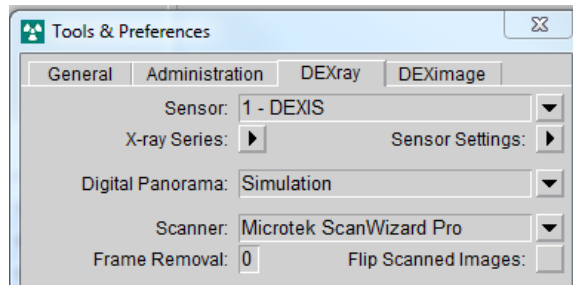 Tools & Preferences
General Administration DEXray DEXimage
Sensor: 1 - DEXIS
X-ray Series: Sensor Settings:
Digital Panorama: Simulation
Scanner: Microtek ScanWizard Pro
Frame Removal: 0 Flip Scanned Images: